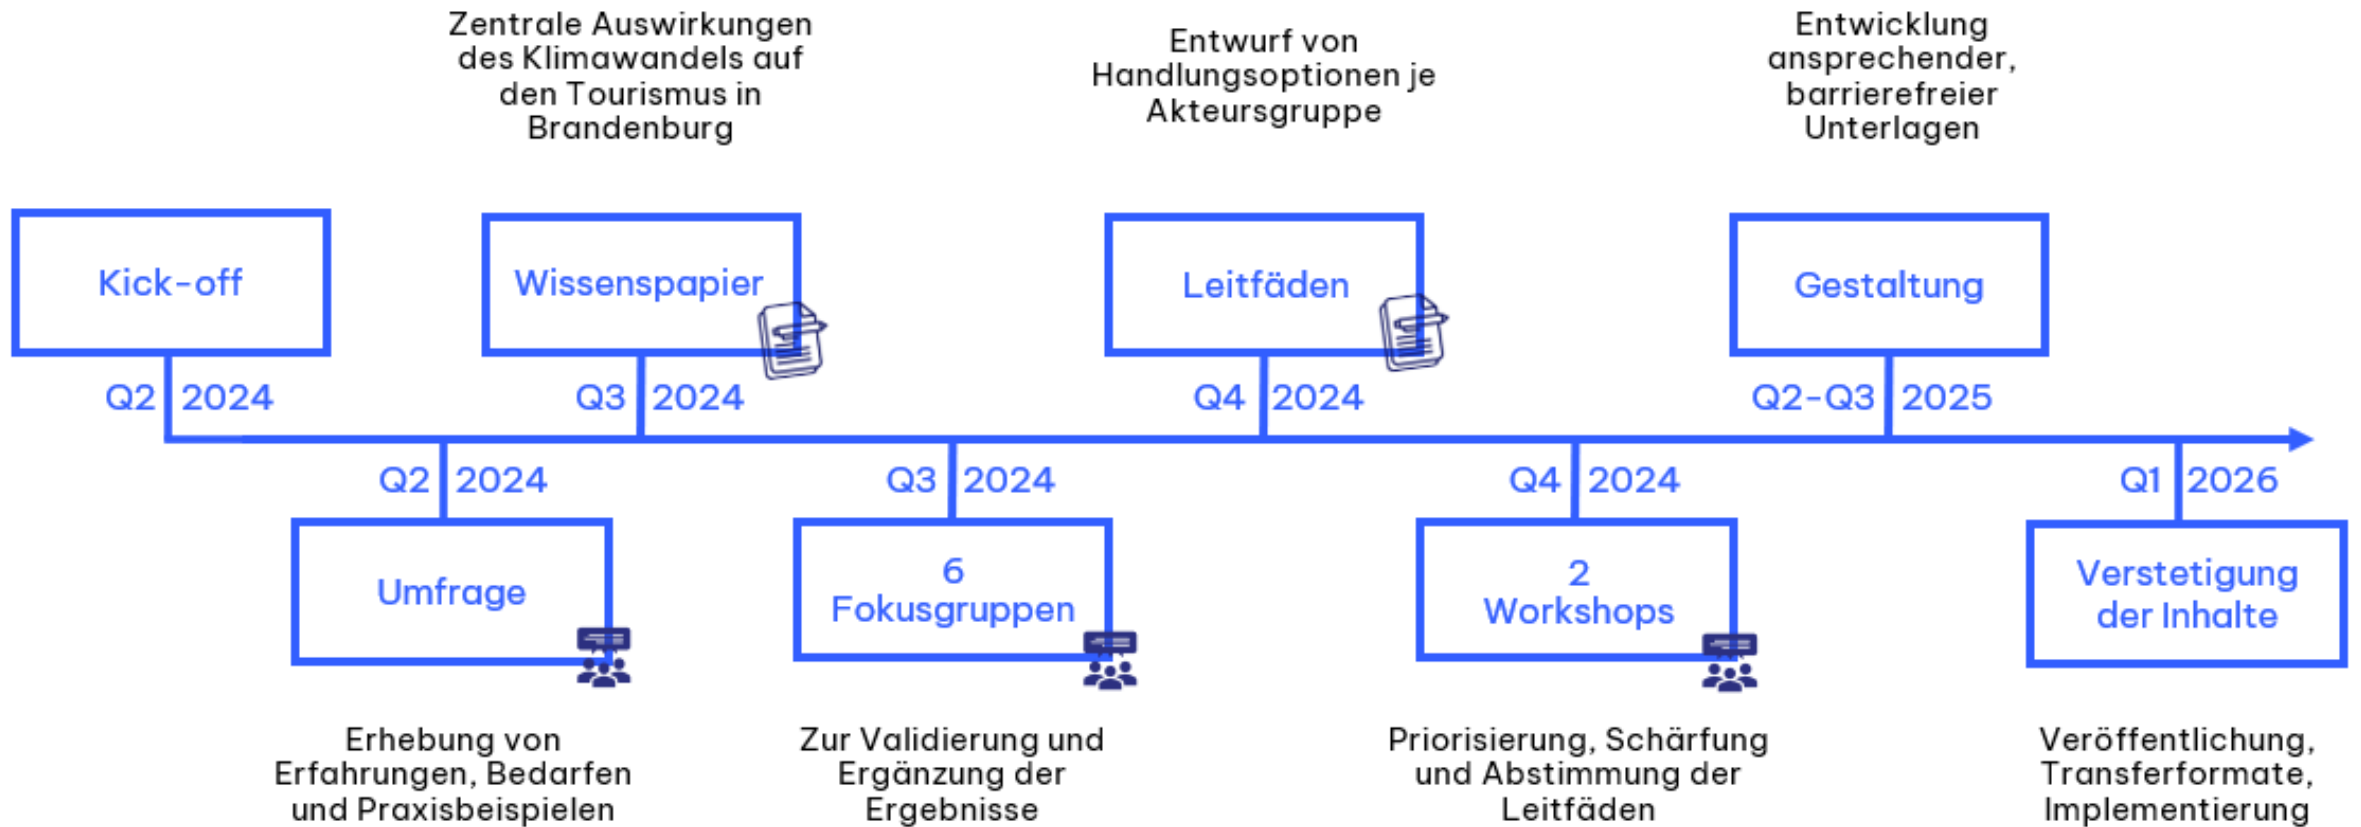 Zentrale Auswirkungen
des Klimawandels auf
den Tourismus in
Brandenburg
Entwurf von
Handlungsoptionen je
Akteursgruppe
Entwicklung
ansprechender,
barrierefreier
Unterlagen
Kick-off
Wissenspapier
Leitfäden
Gestaltung
Q2 2024
Q3 2024
Q4 2024
Q2-Q3 2025
Q2 2024
Q3 2024
Q4 2024
Q1 2026
Umfrage
6
Fokusgruppen
2
Workshops
Verstetigung
der Inhalte
Erhebung von
Erfahrungen, Bedarfen
und Praxisbeispielen
Zur Validierung und
Ergänzung der
Ergebnisse
Priorisierung, Schärfung
und Abstimmung der
Leitfäden
Veröffentlichung,
Transferformate,
Implementierung